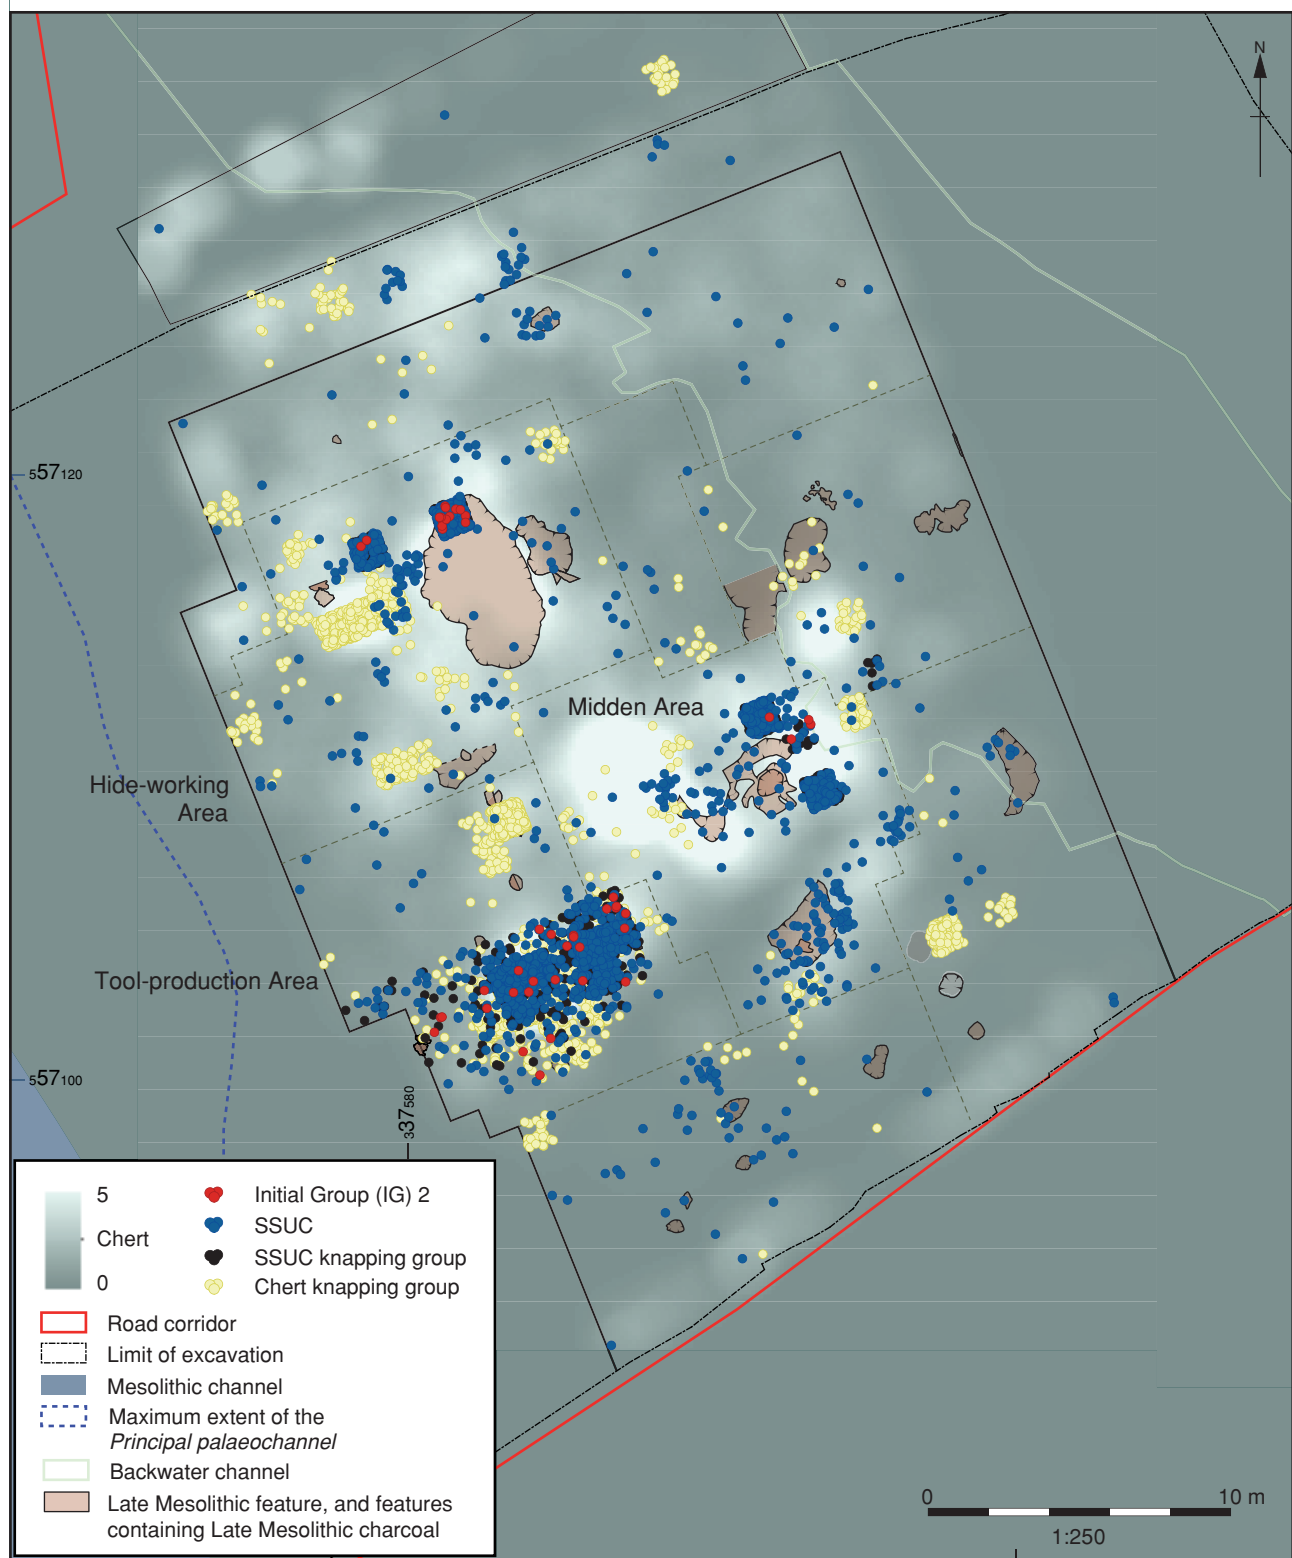 N
557120
Midden Area
Hide-working
Area
Tool-production Area
557100
337580
5
Chert
0
Initial Group (IG) 2
SSUC
SSUC knapping group
Chert knapping group
Road corridor
Limit of excavation
Mesolithic channel
Maximum extent of the
Principal palaeochannel
Backwater channel
Late Mesolithic feature, and features
containing Late Mesolithic charcoal
0 10 m
1:250